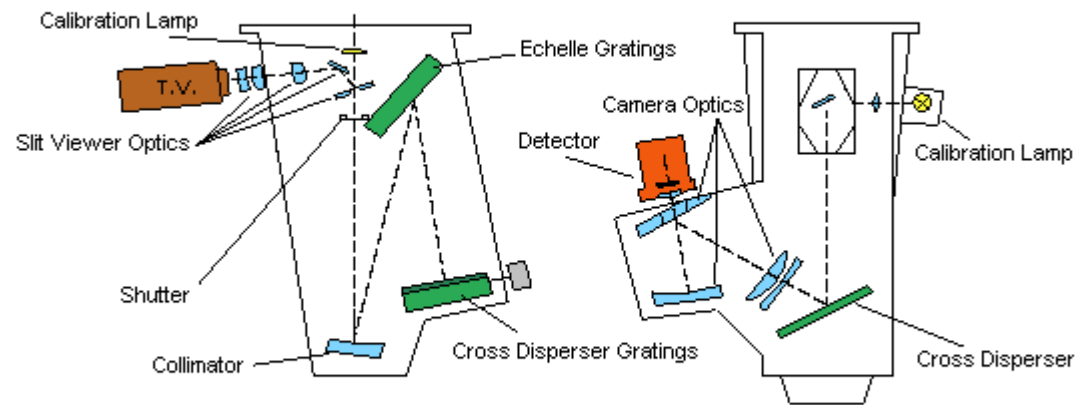 Calibration Lamp
Echelle Gratings
T.V.
Slit Viewer Optics
Shutter
Collimator
Cross Disperser Gratings
Camera Optics
Detector
Calibration Lamp
Cross Disperser